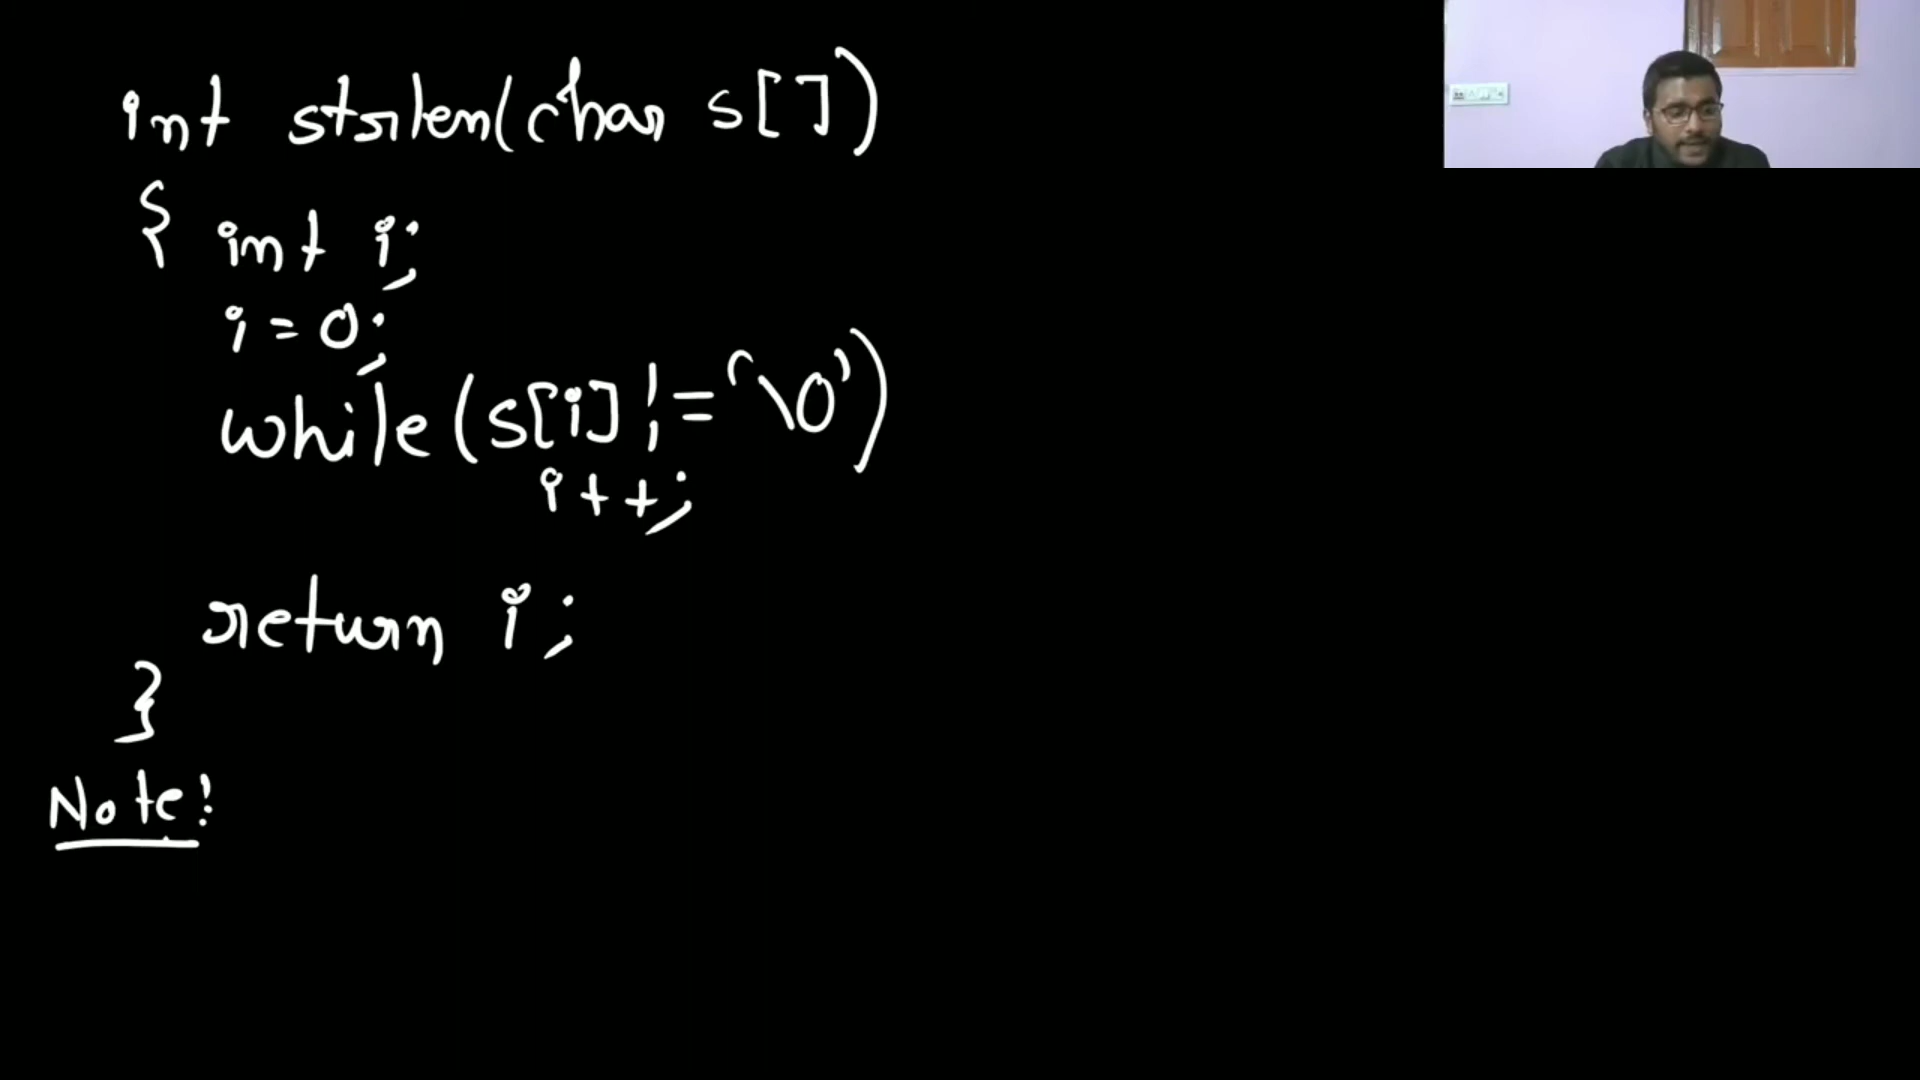 int strlen(char s[])
{ int i;
i = 0;
while (s[i] != '\0')
i++;
return i;
}
Note: